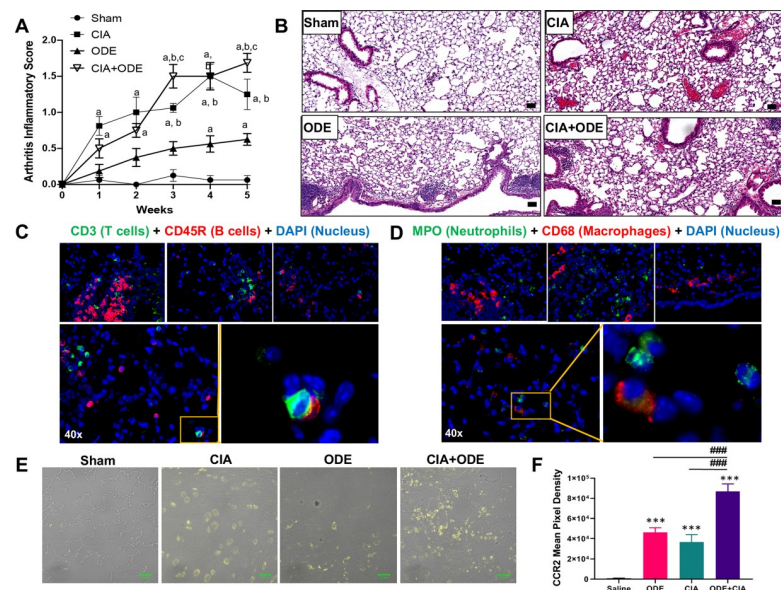 A
Sham
CIA
ODE
CIA+ODE
Arthritis Inflammatory Score
2.0
1.5
1.0
0.5
0.0
0 1 2 3 4 5
Weeks
a a a,b,c a, a,b,c
a a a, b a, b a, b
a a a
B
Sham
CIA
ODE
CIA+ODE
C
CD3 (T cells) + CD45R (B cells) + DAPI (Nucleus)
40x
D
MPO (Neutrophils) + CD68 (Macrophages) + DAPI (Nucleus)
40x
E
Sham
CIA
ODE
CIA+ODE
F
###
###
CCR2 Mean Pixel Density
1×10⁵
8×10⁴
6×10⁴
4×10⁴
2×10⁴
0
*** *** ***
Saline ODE CIA ODE+CIA